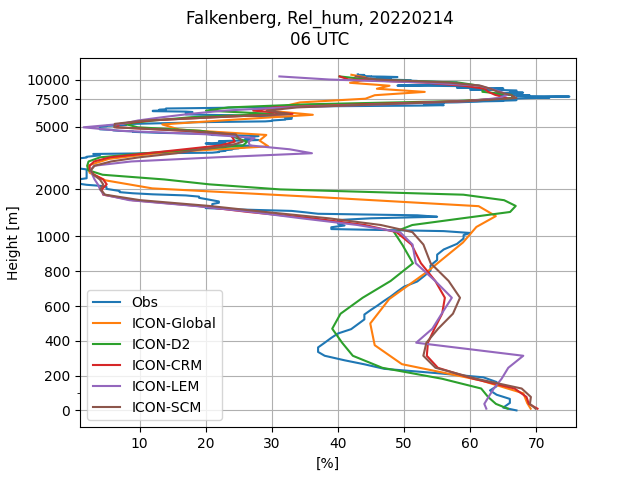 Falkenberg, Rel_hum, 20220214
06 UTC
10000
7500
5000
2000
1000
800
600
400
200
0
Height [m]
Obs
ICON-Global
ICON-D2
ICON-CRM
ICON-LEM
ICON-SCM
10 20 30 40 50 60 70
[%]